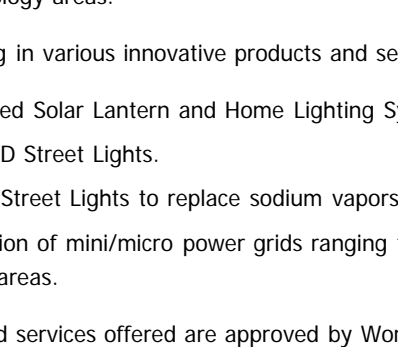 ology areas.
g in various innovative products and se
ed Solar Lantern and Home Lighting Sy
D Street Lights.
Street Lights to replace sodium vapors
ion of mini/micro power grids ranging
areas.
d services offered are approved by Wor